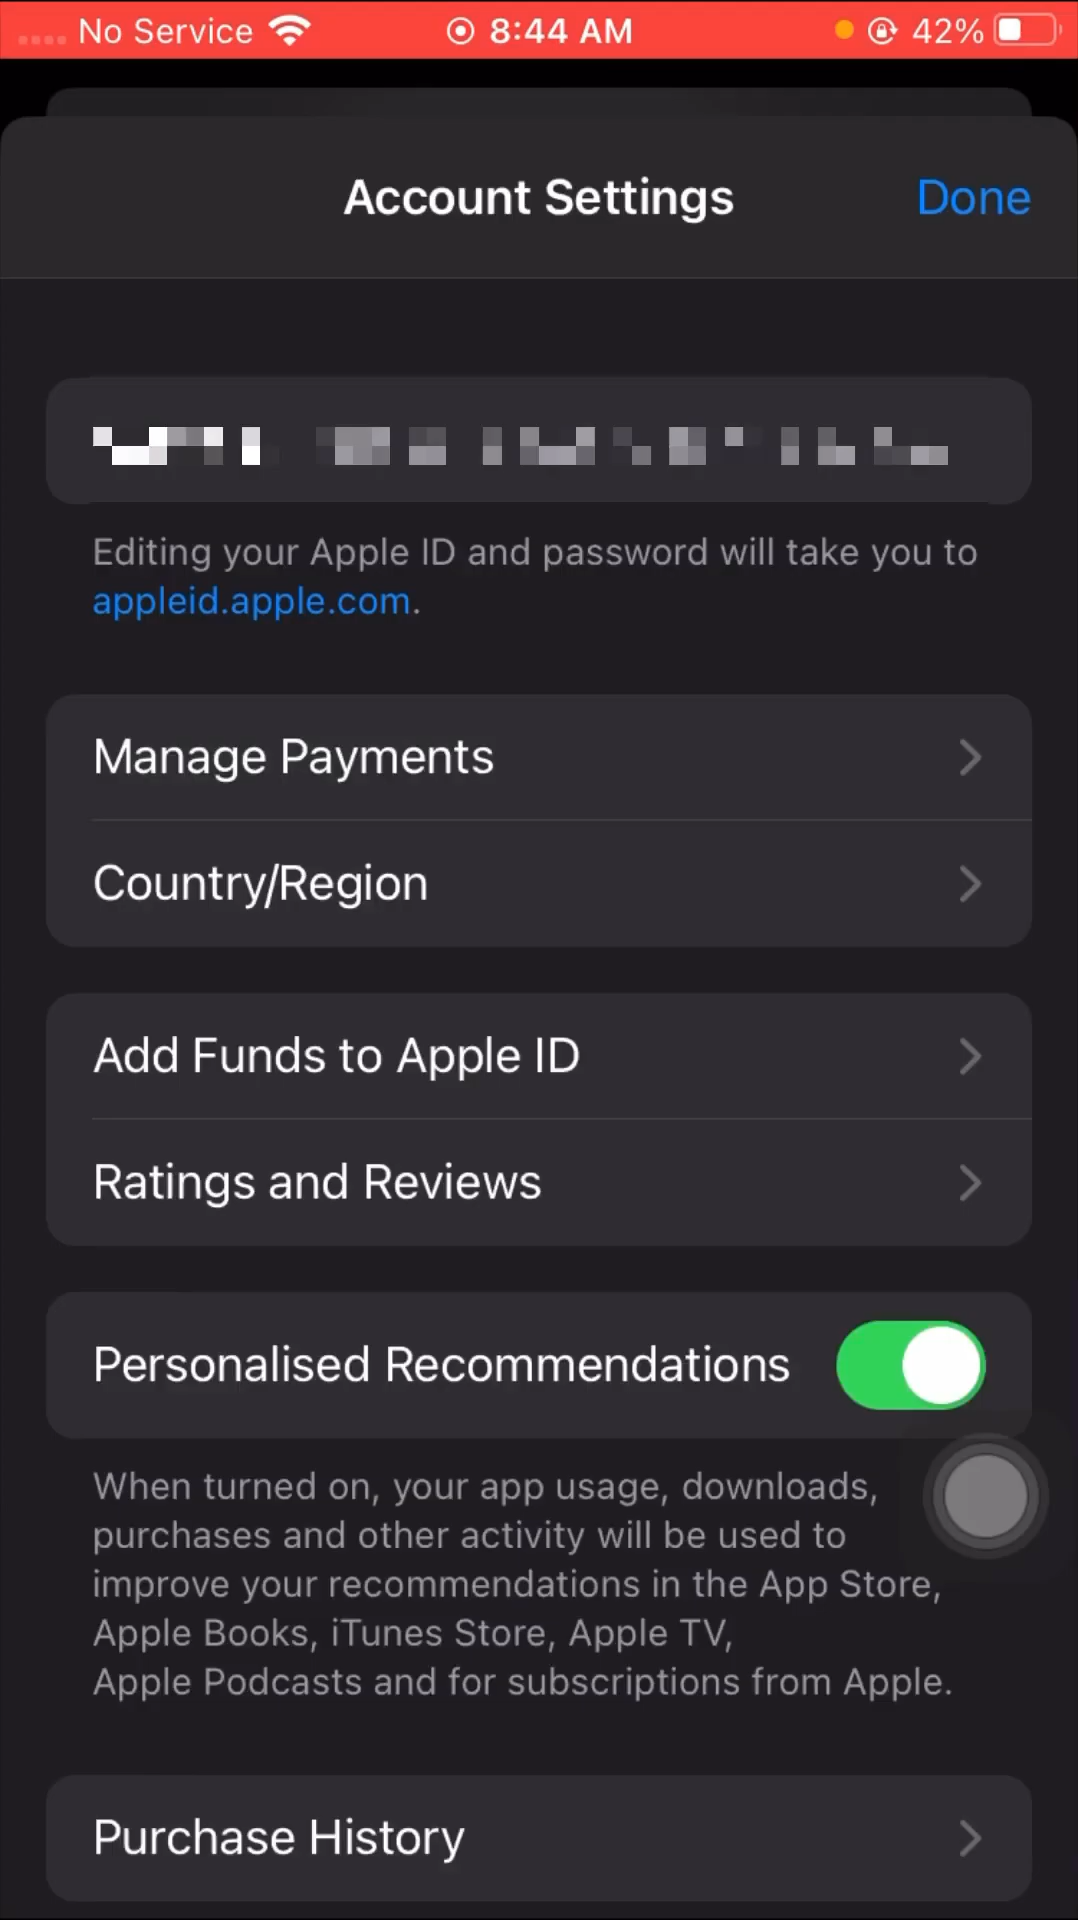 No Service 8:44 AM 42%
Account Settings Done
Editing your Apple ID and password will take you to
appleid.apple.com.
Manage Payments
Country/Region
Add Funds to Apple ID
Ratings and Reviews
Personalised Recommendations
When turned on, your app usage, downloads,
purchases and other activity will be used to
improve your recommendations in the App Store,
Apple Books, iTunes Store, Apple TV,
Apple Podcasts and for subscriptions from Apple.
Purchase History